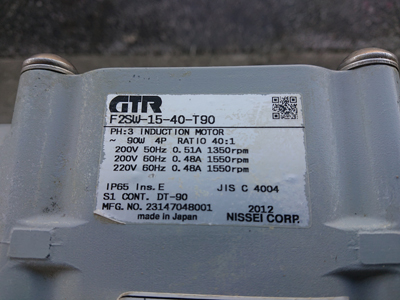 GTR
F2SW-15-40-T90
PH:3 INDUCTION MOTOR
~ 90W 4P RATIO 40:1
200V 50Hz 0.51A 1350rpm
200V 60Hz 0.48A 1550rpm
220V 60Hz 0.48A 1550rpm
IP65 Ins.E JIS C 4004
S1 CONT. DT-90
MFG.NO.23147048001 2012
made in Japan NISSEI CORP.